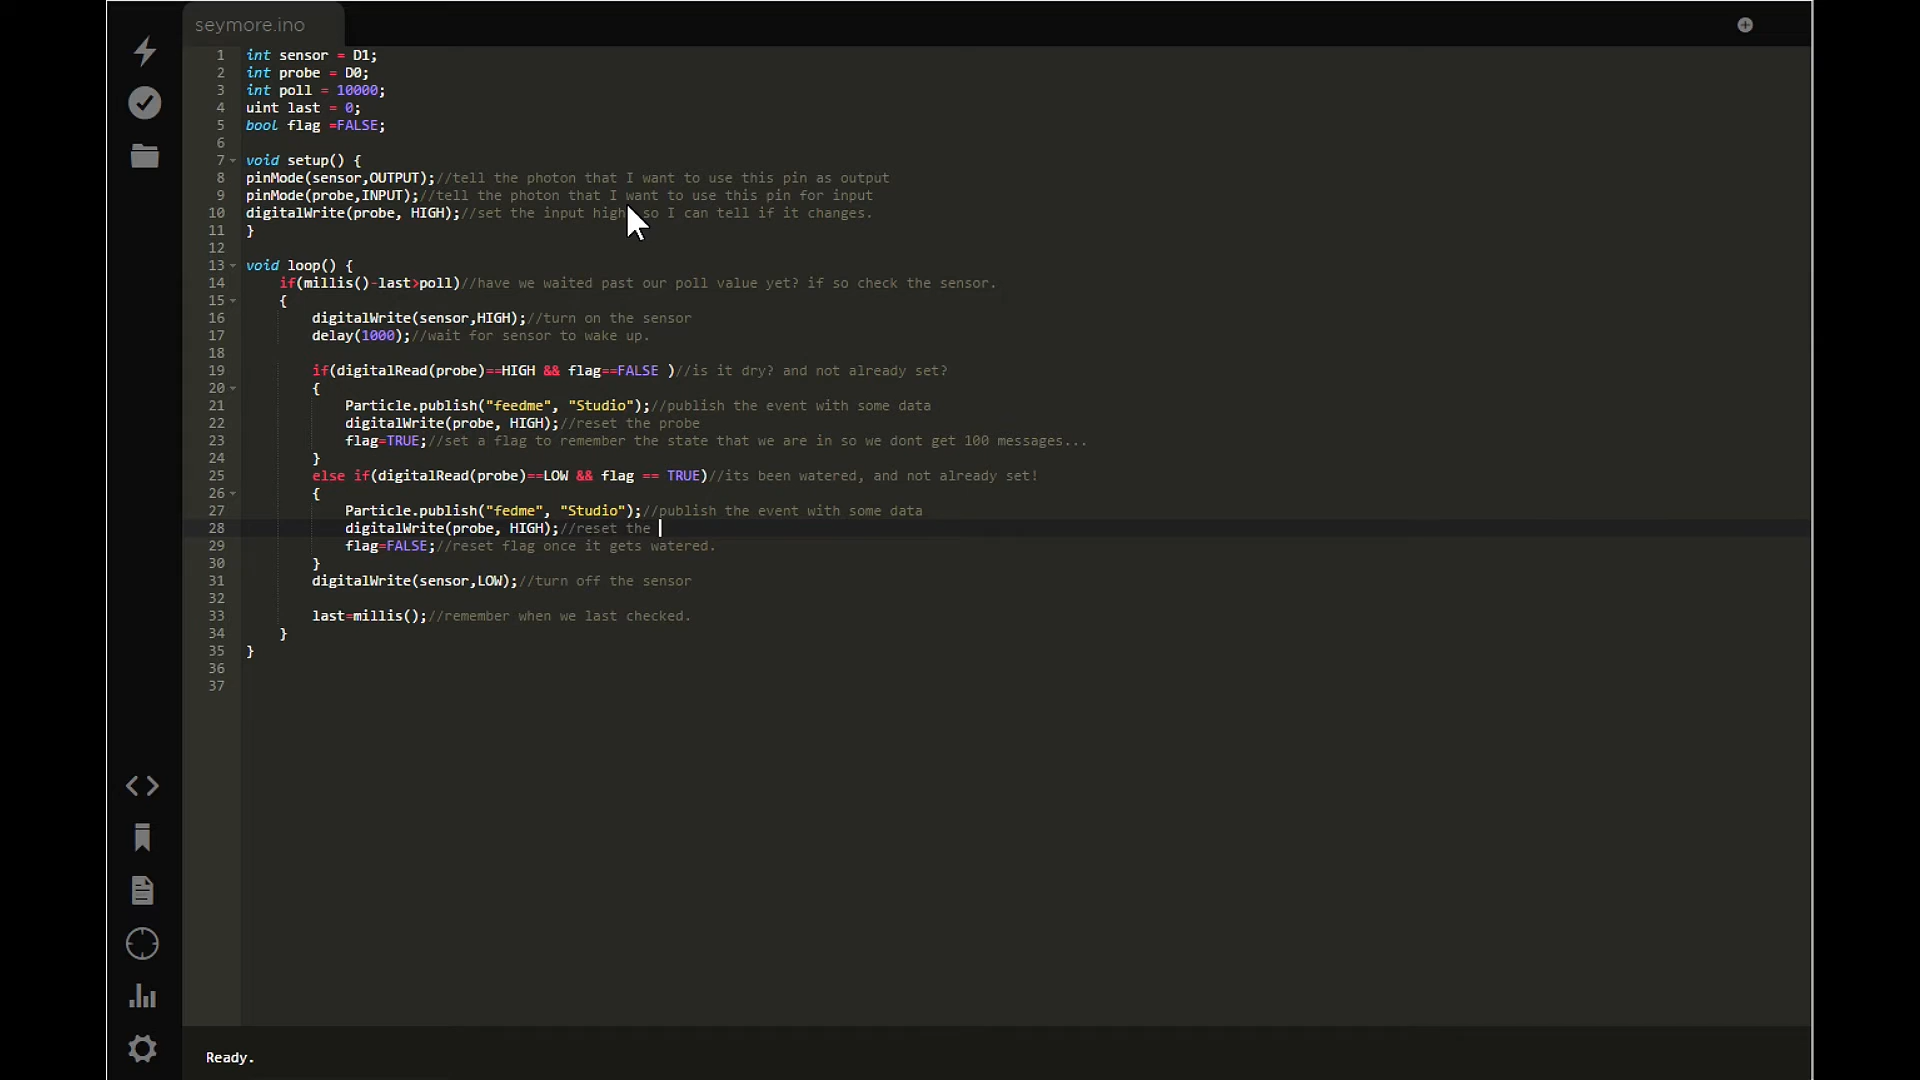 seymore.ino
1 int sensor = D1;
2 int probe = D0;
3 int poll = 10000;
4 uint last = 0;
5 bool flag =FALSE;
6
7 void setup() {
8 pinMode(sensor,OUTPUT);//tell the photon that I want to use this pin as output
9 pinMode(probe,INPUT);//tell the photon that I want to use this pin for input
10 digitalWrite(probe, HIGH);//set the input high so I can tell if it changes.
11 }
12
13 void loop() {
14     if(millis()-last>poll)//have we waited past our poll value yet? if so check the sensor.
15     {
16         digitalWrite(sensor,HIGH);//turn on the sensor
17         delay(1000);//wait for sensor to wake up.
18
19         if(digitalRead(probe)==HIGH && flag==FALSE )//is it dry? and not already set?
20         {
21             Particle.publish("feedme", "Studio");//publish the event with some data
22             digitalWrite(probe, HIGH);//reset the probe
23             flag=TRUE;//set a flag to remember the state that we are in so we dont get 100 messages...
24         }
25         else if(digitalRead(probe)==LOW && flag == TRUE)//its been watered, and not already set!
26         {
27             Particle.publish("fedme", "Studio");//publish the event with some data
28             digitalWrite(probe, HIGH);//reset the
29             flag=FALSE;//reset flag once it gets watered.
30         }
31         digitalWrite(sensor,LOW);//turn off the sensor
32
33         last=millis();//remember when we last checked.
34     }
35 }
36
37
Ready.